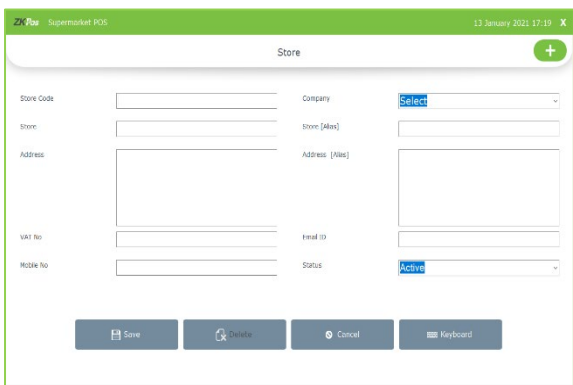 ZKPos Supermarket POS 13 January 2021 17:19 X
Store +
Store Code Company Select
Store Store [Alias]
Address Address [Alias]
VAT No Email ID
Mobile No Status Active
Save Delete Cancel Keyboard